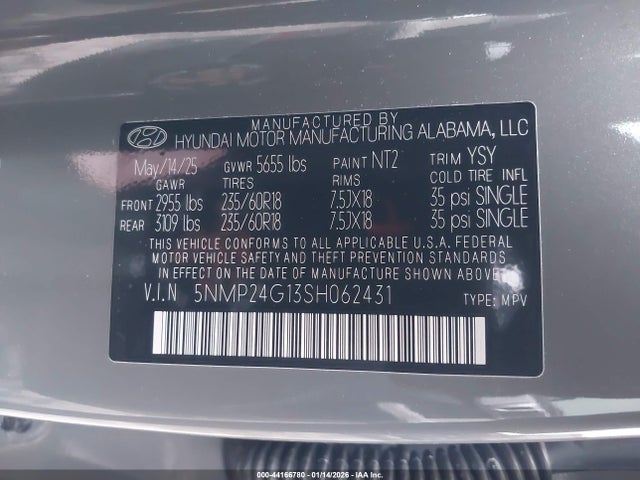 MANUFACTURED BY
HYUNDAI MOTOR MANUFACTURING ALABAMA, LLC
May/14/25 GVWR 5655 lbs PAINT NT2 TRIM YSY
GAWR TIRES RIMS COLD TIRE INFL
FRONT 2955 lbs 235/60R18 7.5JX18 35 psi SINGLE
REAR 3109 lbs 235/60R18 7.5JX18 35 psi SINGLE
THIS VEHICLE CONFORMS TO ALL APPLICABLE U.S.A. FEDERAL
MOTOR VEHICLE SAFETY AND THEFT PREVENTION STANDARDS
IN EFFECT ON THE DATE OF MANUFACTURE SHOWN ABOVE.
V.I.N 5NMP24G13SH062431 TYPE: MPV
000-44166780 - 01/14/2026 - IAA Inc.